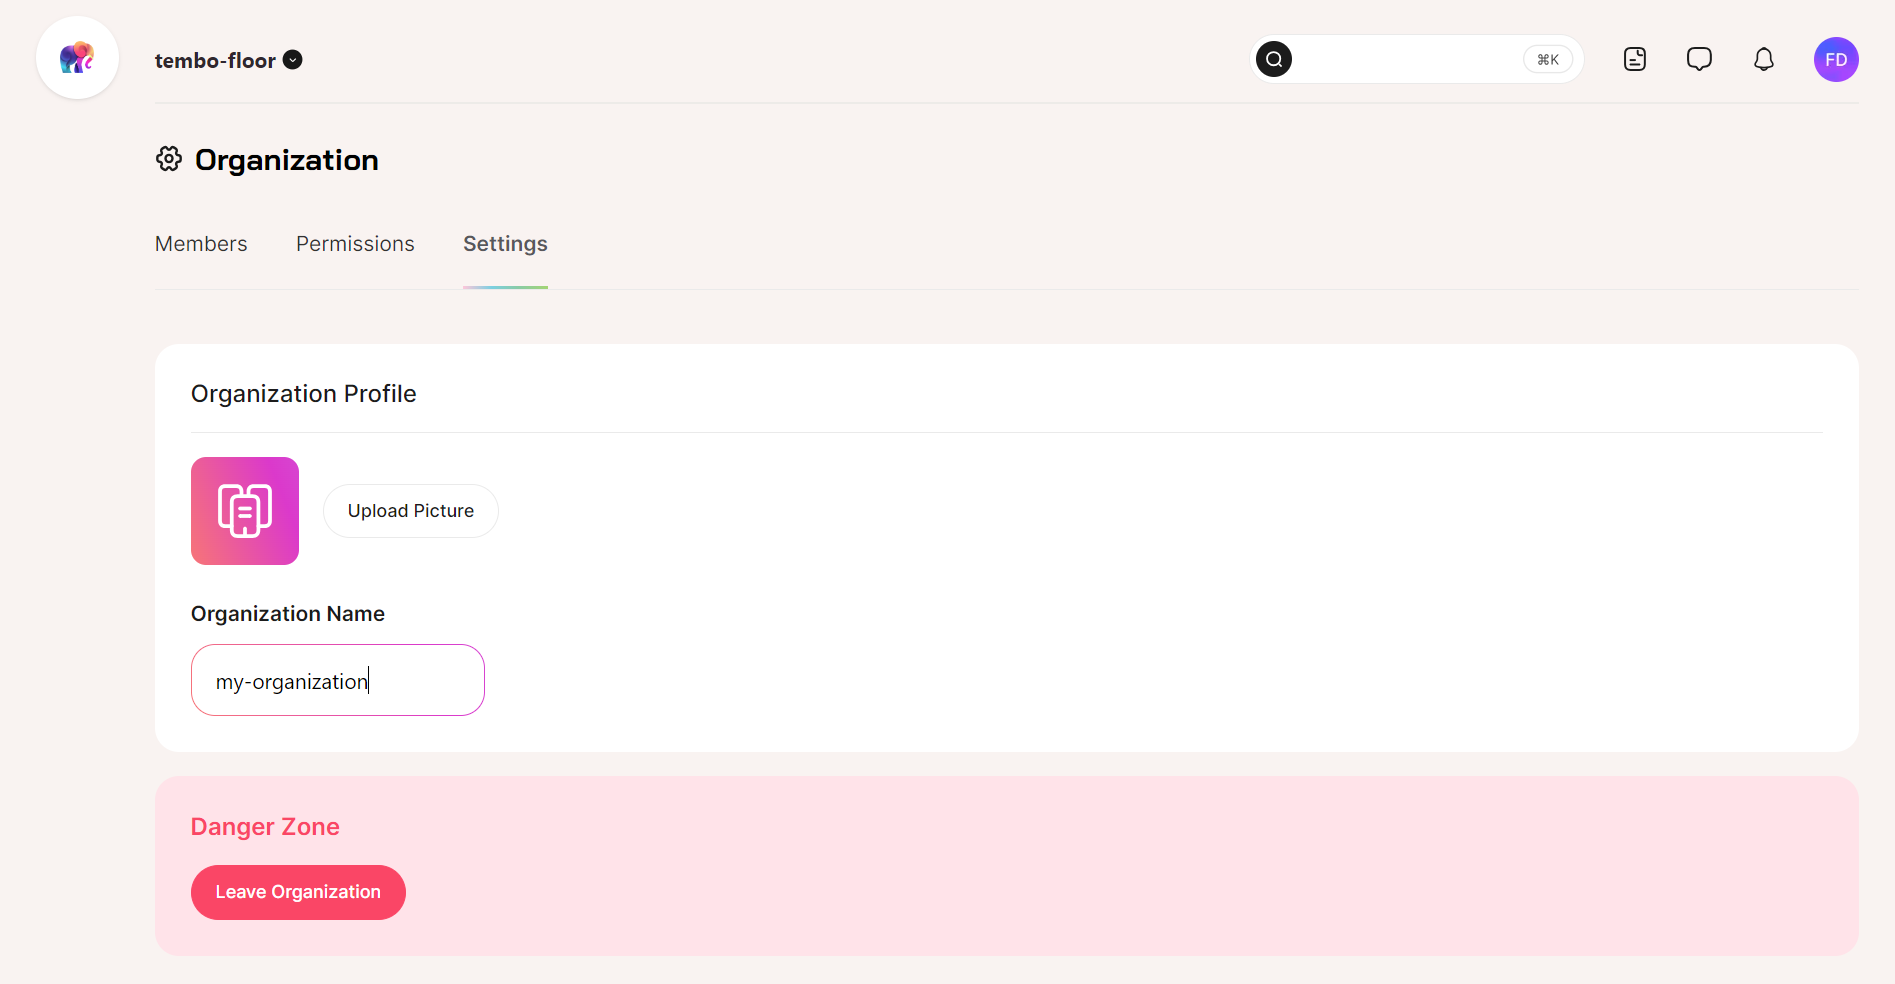 tembo-floor
⌘K
FD
Organization
Members Permissions Settings
Organization Profile
Upload Picture
Organization Name
my-organization
Danger Zone
Leave Organization